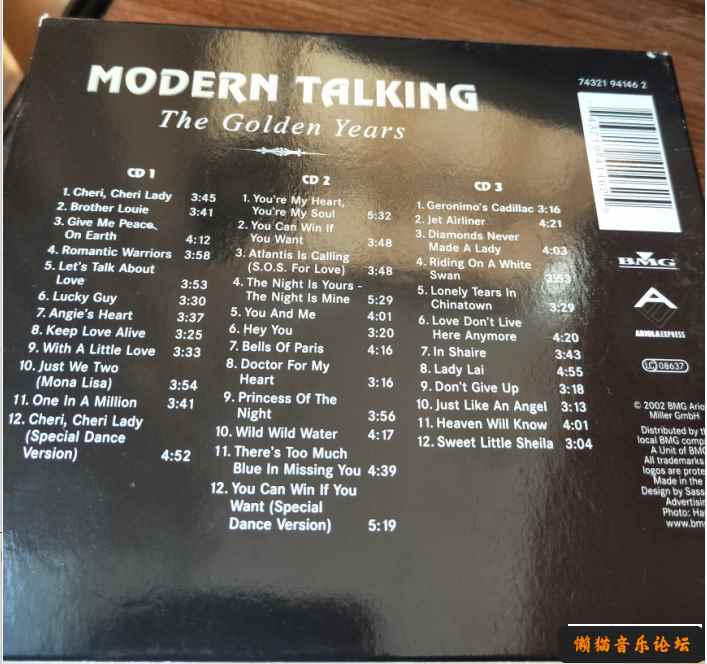 74321 94146 2
MODERN TALKING
The Golden Years
CD 1
1. Cheri, Cheri Lady 3:45
2. Brother Louie 3:41
3. Give Me Peace
On Earth 4:12
4. Romantic Warriors 3:58
5. Let's Talk About
Love 3:53
6. Lucky Guy 3:30
7. Angie's Heart 3:37
8. Keep Love Alive 3:25
9. With A Little Love 3:33
10. Just We Two
(Mona Lisa) 3:54
11. One In A Million 3:41
12. Cheri, Cheri Lady
(Special Dance
Version) 4:52
CD 2
1. You're My Heart,
You're My Soul 5:32
2. You Can Win If
You Want 3:48
3. Atlantis Is Calling
(S.O.S. For Love) 3:48
4. The Night Is Yours -
The Night Is Mine 5:29
5. You And Me 4:01
6. Hey You 3:20
7. Bells Of Paris 4:16
8. Doctor For My
Heart 3:16
9. Princess Of The
Night 3:56
10. Wild Wild Water 4:17
11. There's Too Much
Blue In Missing You 4:39
12. You Can Win If You
Want (Special
Dance Version) 5:19
CD 3
1. Geronimo's Cadillac 3:16
2. Jet Airliner 4:21
3. Diamonds Never
Made A Lady 4:03
4. Riding On A White
Swan 3:53
5. Lonely Tears In
Chinatown 3:29
6. Love Don't Live
Here Anymore 4:20
7. In Shaire 3:43
8. Lady Lai 4:55
9. Don't Give Up 3:18
10. Just Like An Angel 3:13
11. Heaven Will Know 4:01
12. Sweet Little Sheila 3:04
BMG
ARIOLA EXPRESS
LC 08637
© 2002 BMG Ario
Miller GmbH
Distributed by th
local BMG comp
A Unit of BMG
All trademarks
logos are prote
Made in the
Design by Sass
Advertisin
Photo: Ha
www.bmg
懒猫音乐论坛